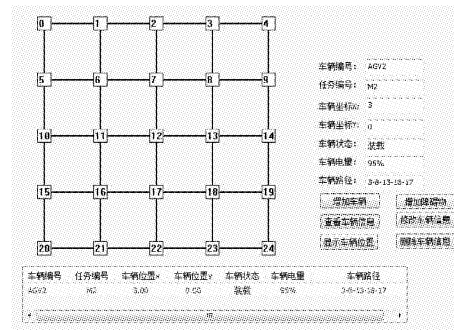 0 1 2 3 4
5 6 7 8 9
10 11 12 13 14
15 16 17 18 19
20 21 22 23 24
车辆编号: AGV2
任务编号: M2
车辆坐标X: 3
车辆坐标Y: 0
车辆状态: 装载
车辆电量: 95%
车辆路径: 3-8-13-18-17
增加车辆 增加障碍物
查看车辆信息 修改车辆信息
显示车辆位置 删除车辆信息
车辆编号 任务编号 车辆位置x 车辆位置y 车辆状态 车辆电量 车辆路径
AGV2 M2 3.00 0.00 装载 95% 3-8-13-18-17